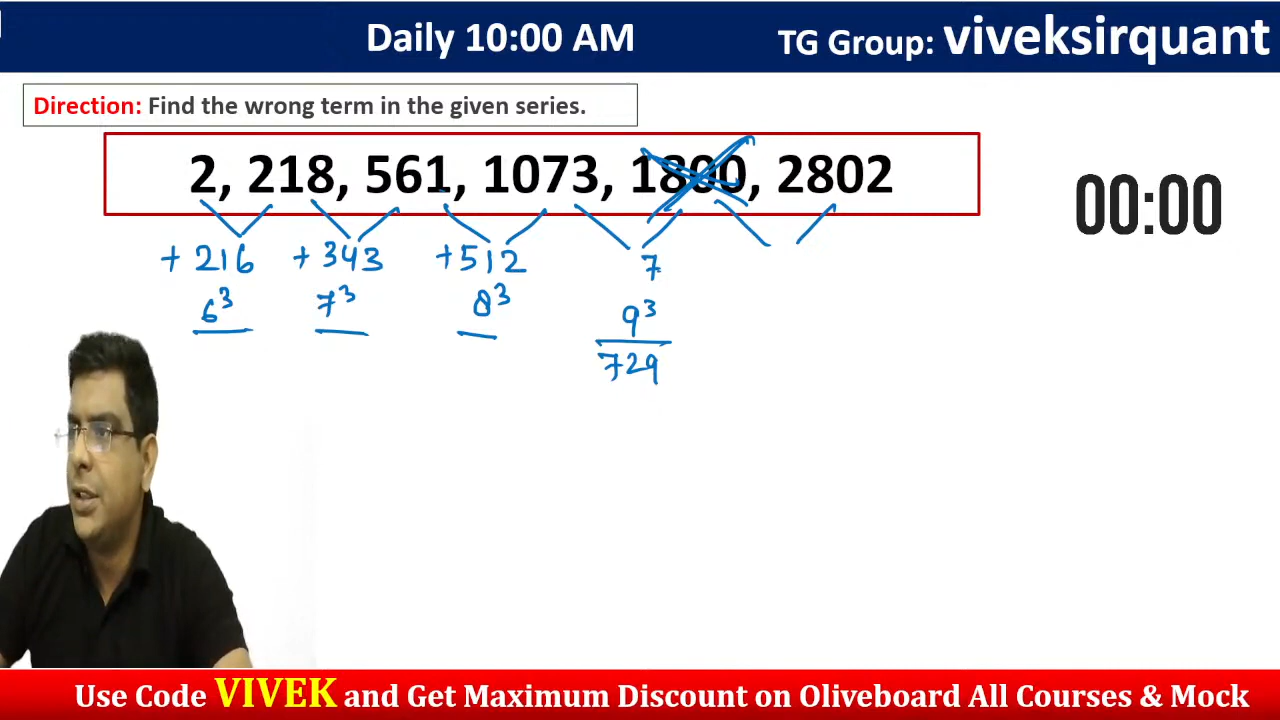 Daily 10:00 AM TG Group: viveksirquant
Direction: Find the wrong term in the given series.
2, 218, 561, 1073, 1800, 2802
00:00
+216 +343 +512 7
6³ 7³ 8³ 9³
729
Use Code VIVEK and Get Maximum Discount on Oliveboard All Courses & Mock